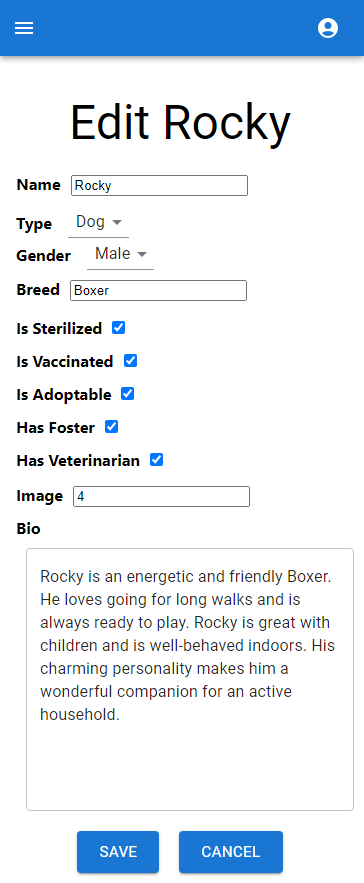 Edit Rocky
Name Rocky
Type Dog
Gender Male
Breed Boxer
Is Sterilized
Is Vaccinated
Is Adoptable
Has Foster
Has Veterinarian
Image 4
Bio
Rocky is an energetic and friendly Boxer.
He loves going for long walks and is
always ready to play. Rocky is great with
children and is well-behaved indoors. His
charming personality makes him a
wonderful companion for an active
household.
SAVE CANCEL